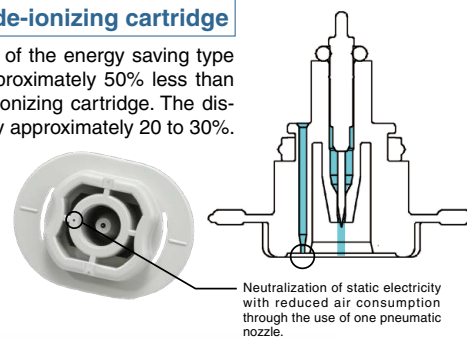 de-ionizing cartridge
of the energy saving type
proximately 50% less than
onizing cartridge. The dis-
y approximately 20 to 30%.
Neutralization of static electricity
with reduced air consumption
through the use of one pneumatic
nozzle.